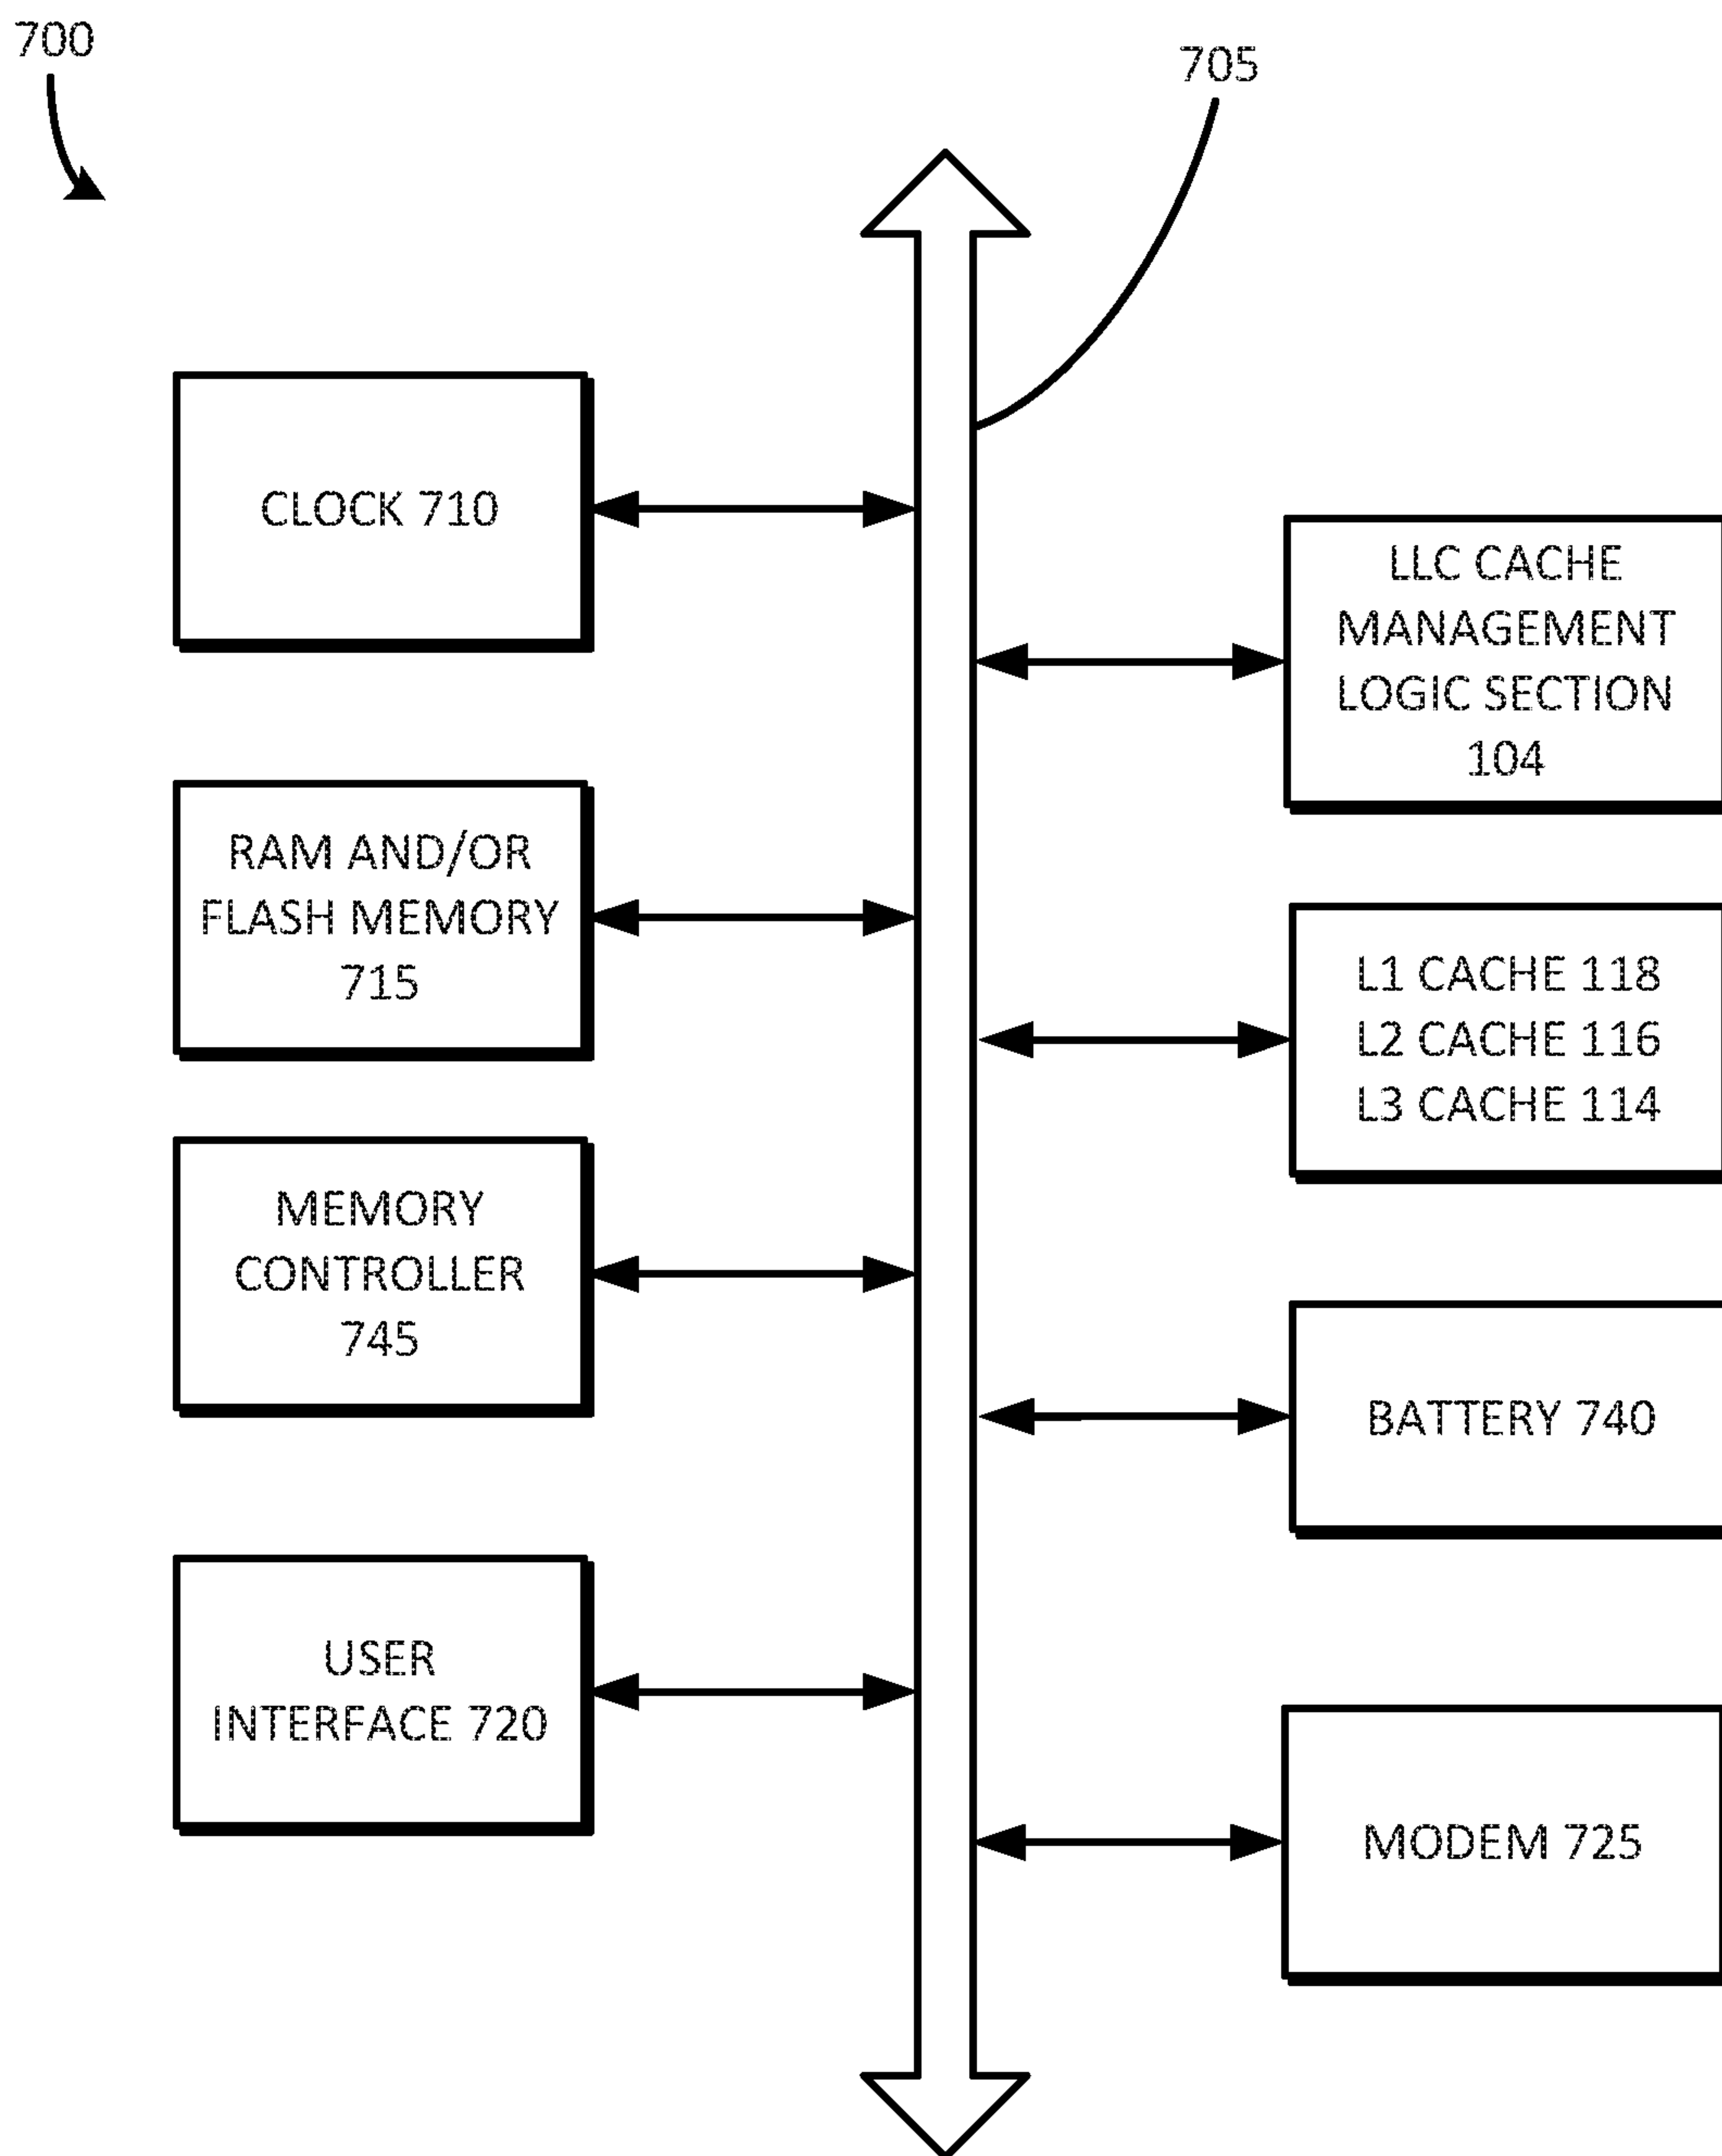 700
705
CLOCK 710
LLC CACHE
MANAGEMENT
LOGIC SECTION
104
RAM AND/OR
FLASH MEMORY
715
L1 CACHE 118
L2 CACHE 116
L3 CACHE 114
MEMORY
CONTROLLER
745
BATTERY 740
USER
INTERFACE 720
MODEM 725